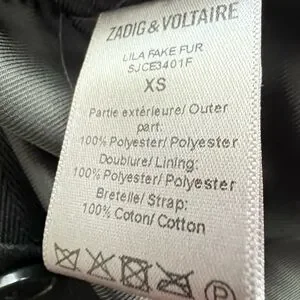 ZADIG & VOLTAIRE
LILA FAKE FUR
SJCE3401F
XS
Partie extérieure/ Outer
part:
100% Polyester/ Polyester
Doublure/ Lining:
100% Polyester/ Polyester
Bretelle/ Strap:
100% Coton/ Cotton
P